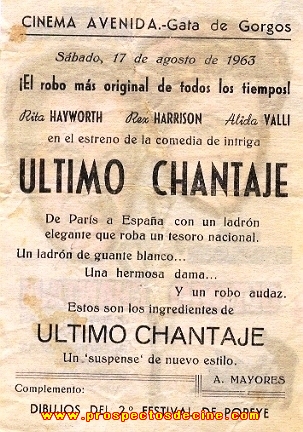 CINEMA AVENIDA.-Gata de Gorgos
Sábado, 17 de agosto de 1963
¡El robo más original de todos los tiempos!
Rita HAYWORTH Rex HARRISON Alida VALLI
en el estreno de la comedia de intriga
ULTIMO CHANTAJE
De París a España con un ladrón
elegante que roba un tesoro nacional.
Un ladrón de guante blanco...
Una hermosa dama...
Y un robo audaz.
Estos son los ingredientes de
ULTIMO CHANTAJE
Un 'suspense' de nuevo estilo.
A. MAYORES
Complemento:
DIBUJOS DEL 2.º FESTIVAL DE POPEYE
www.prospectosdecine.com